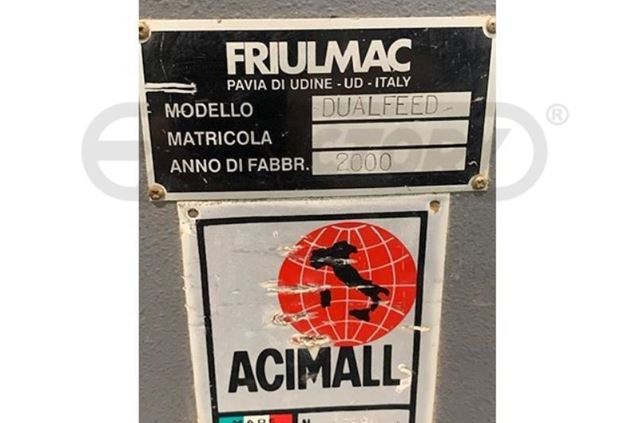 FRIULMAC
PAVIA DI UDINE - UD - ITALY
MODELLO DUALFEED
MATRICOLA
ANNO DI FABBR. 2000
®
ACIMALL
N